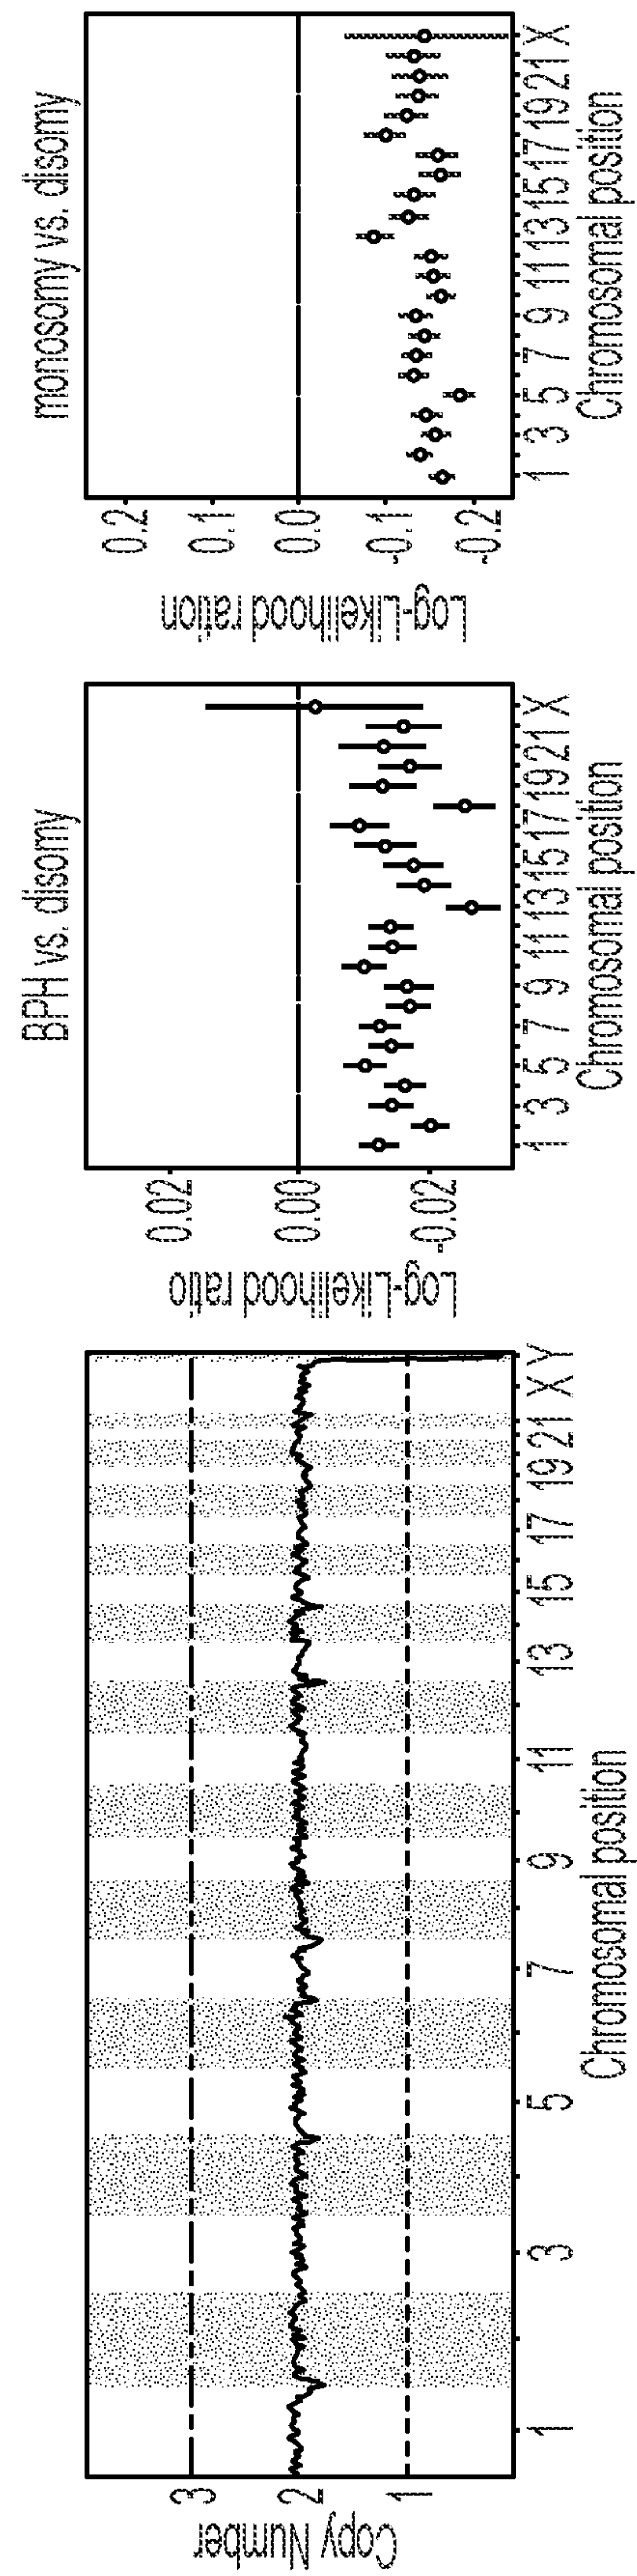 3
2
1
Copy Number
1 3 5 7 9 11 13 15 17 19 21 X Y
Chromosomal position
BPH vs. disomy
0.02
0.00
-0.02
Log-Likelihood ratio
1 3 5 7 9 11 13 15 17 19 21 X
Chromosomal position
monosomy vs. disomy
0.2
0.1
0.0
-0.1
-0.2
Log-Likelihood ration
1 3 5 7 9 11 13 15 17 19 21 X
Chromosomal position